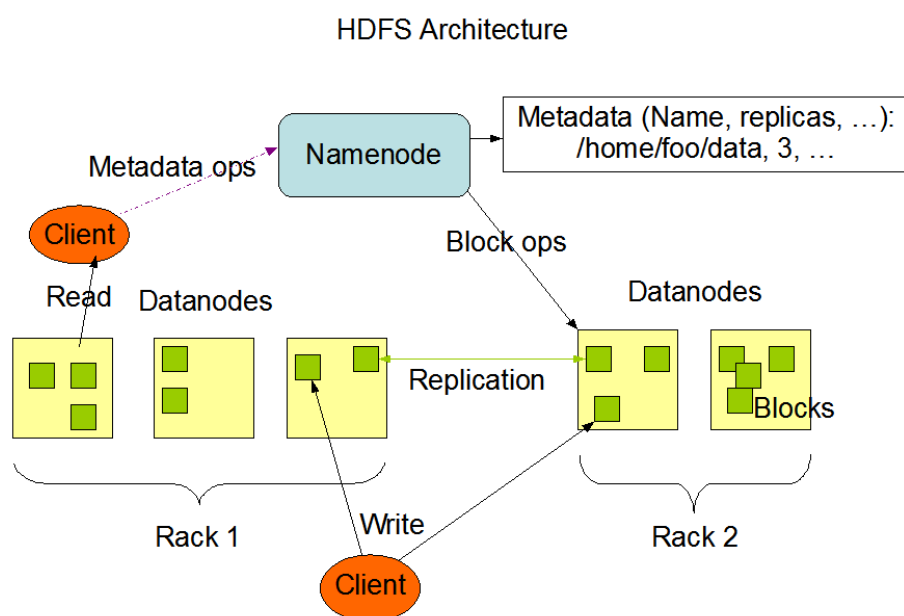 HDFS Architecture
Metadata (Name, replicas, …):
/home/foo/data, 3, …
Namenode
Metadata ops
Client
Block ops
Read
Datanodes
Datanodes
Replication
Blocks
Rack 1
Write
Rack 2
Client